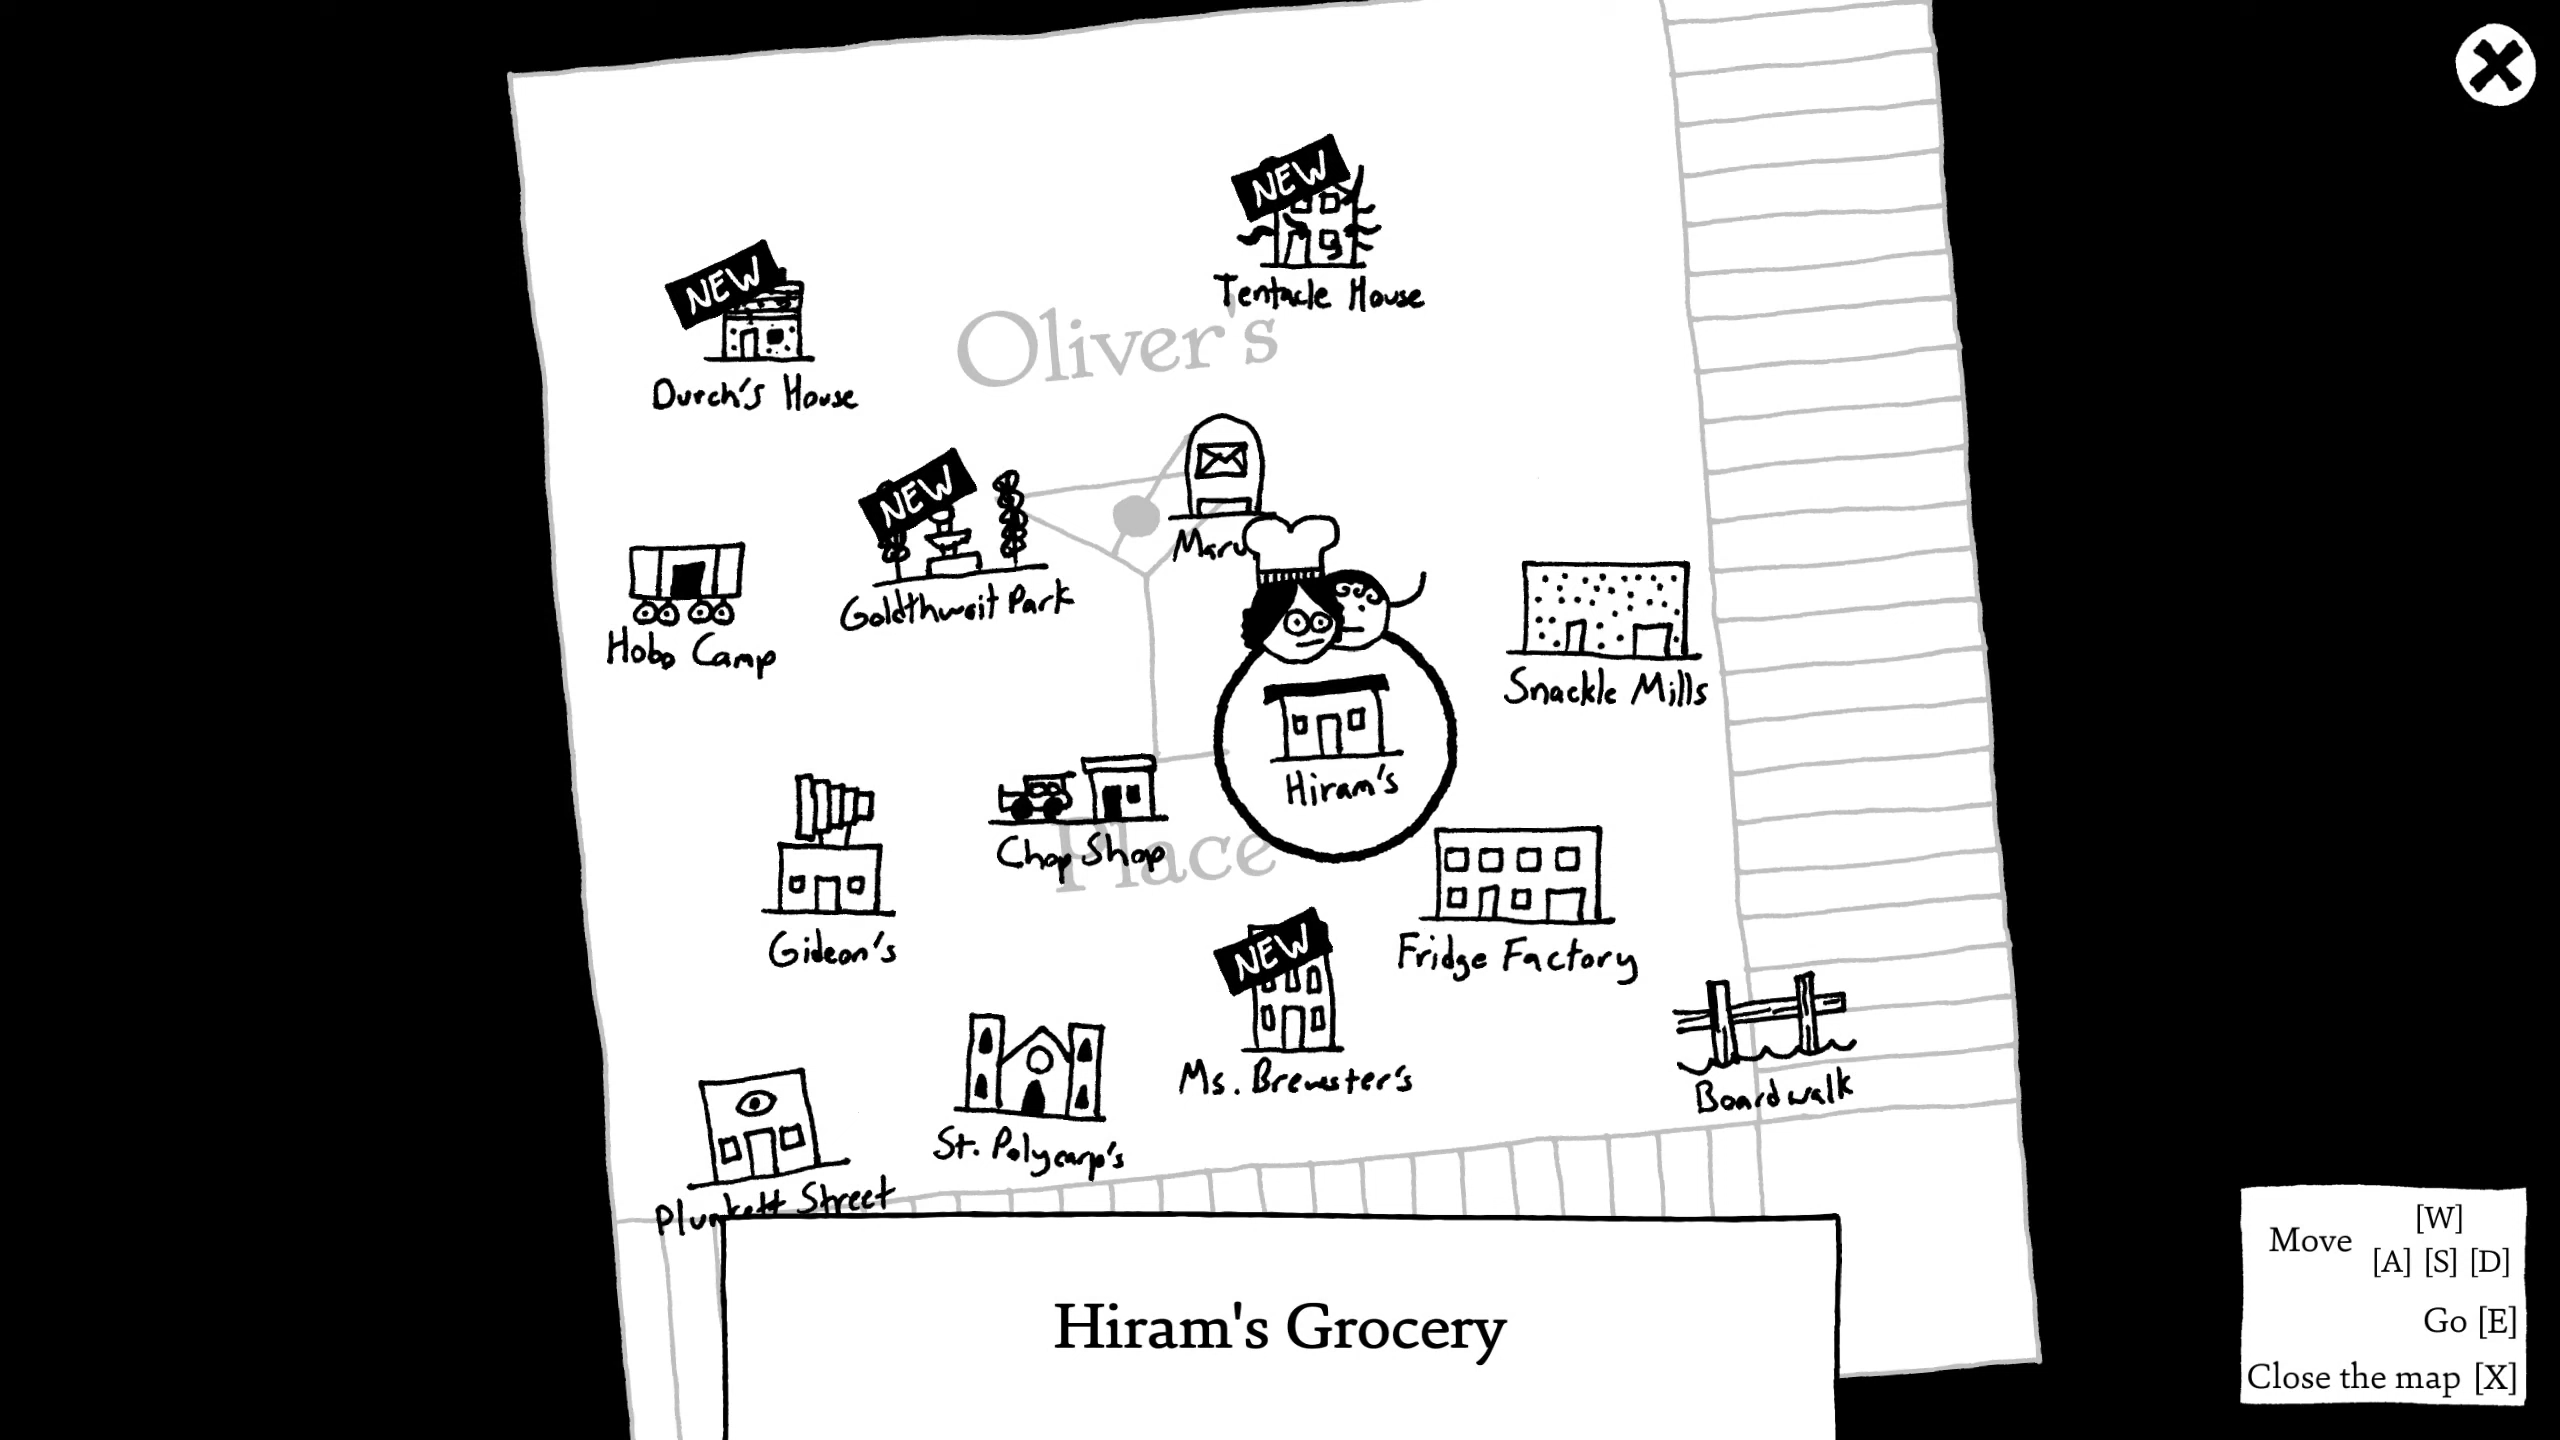 NEW
Tentacle House
NEW
Durch's House
Oliver's
NEW
Goldthwait Park
Hobo Camp
Snackle Mills
Hiram's
Chop Shop
Place
Gideon's
Fridge Factory
NEW
Ms. Brewster's
Boardwalk
St. Polycarp's
Plunkett Street
Hiram's Grocery
Move [W]
[A] [S] [D]
Go [E]
Close the map [X]